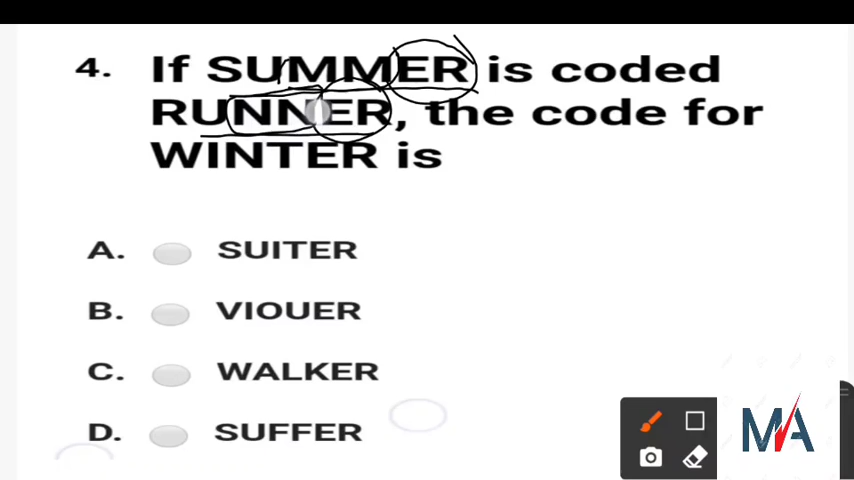 4. If SUMMER is coded
RUNNER, the code for
WINTER is
A. SUITER
B. VIOUER
C. WALKER
D. SUFFER
MA